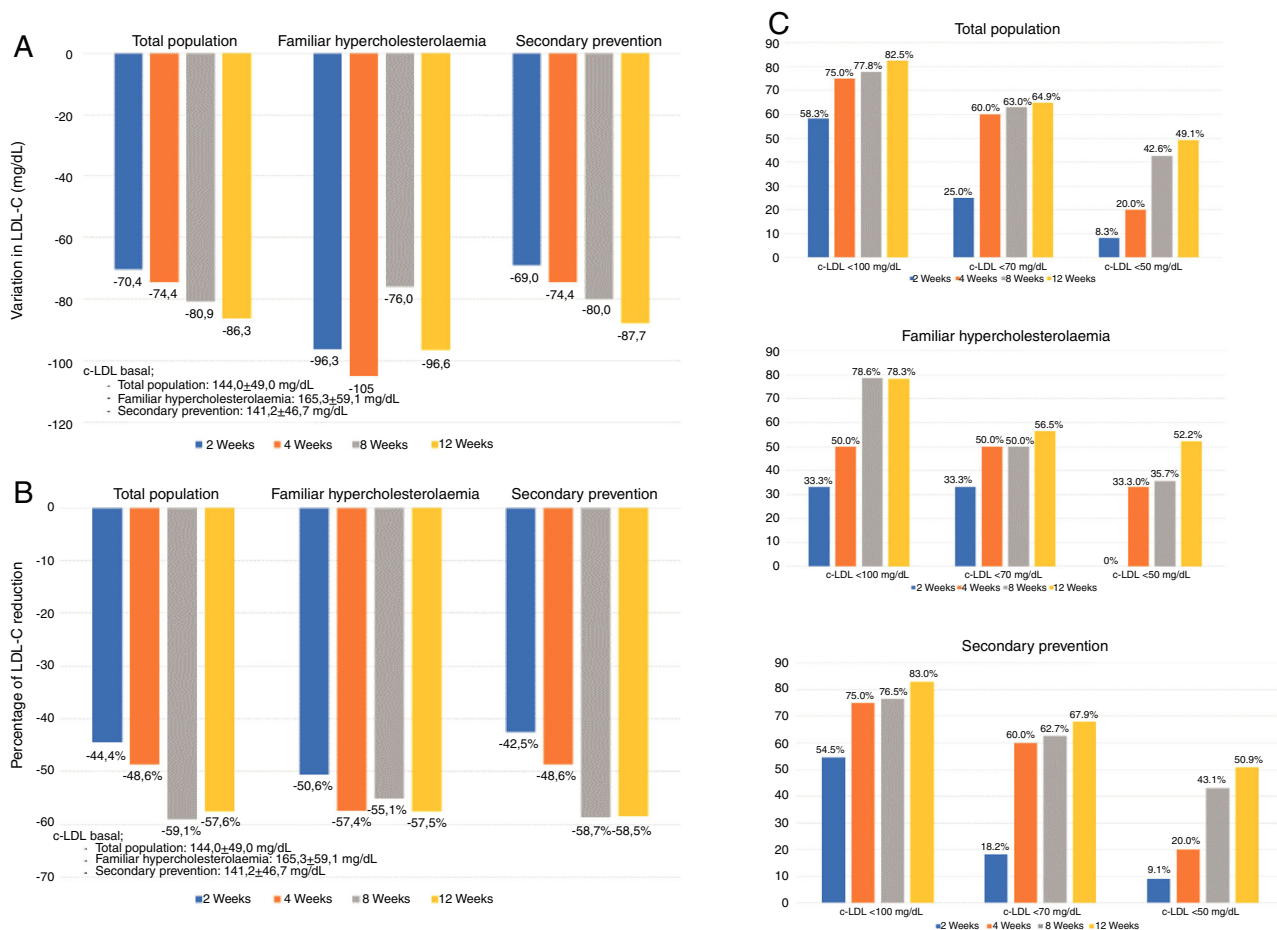 A
Total population
Familiar hypercholesterolaemia
Secondary prevention
Variation in LDL-C (mg/dL)
0
-20
-40
-60
-80
-100
-120
-70,4
-74,4
-80,9
-86,3
-96,3
-105
-76,0
-96,6
-69,0
-74,4
-80,0
-87,7
c-LDL basal;
- Total population: 144,0±49,0 mg/dL
- Familiar hypercholesterolaemia: 165,3±59,1 mg/dL
- Secondary prevention: 141,2±46,7 mg/dL
2 Weeks 4 Weeks 8 Weeks 12 Weeks
B
Total population
Familiar hypercholesterolaemia
Secondary prevention
Percentage of LDL-C reduction
0
-10
-20
-30
-40
-50
-60
-70
-44,4%
-48,6%
-59,1%
-57,6%
-50,6%
-57,4%
-55,1%
-57,5%
-42,5%
-48,6%
-58,7%
-58,5%
c-LDL basal;
- Total population: 144,0±49,0 mg/dL
- Familiar hypercholesterolaemia: 165,3±59,1 mg/dL
- Secondary prevention: 141,2±46,7 mg/dL
2 Weeks 4 Weeks 8 Weeks 12 Weeks
C
Total population
90
80
70
60
50
40
30
20
10
0
58.3%
75.0%
77.8%
82.5%
25.0%
60.0%
63.0%
64.9%
8.3%
20.0%
42.6%
49.1%
c-LDL <100 mg/dL
c-LDL <70 mg/dL
c-LDL <50 mg/dL
2 Weeks 4 Weeks 8 Weeks 12 Weeks
Familiar hypercholesterolaemia
90
80
70
60
50
40
30
20
10
0
33.3%
50.0%
78.6%
78.3%
33.3%
50.0%
50.0%
56.5%
0%
33.3.0%
35.7%
52.2%
c-LDL <100 mg/dL
c-LDL <70 mg/dL
c-LDL <50 mg/dL
2 Weeks 4 Weeks 8 Weeks 12 Weeks
Secondary prevention
90
80
70
60
50
40
30
20
10
0
54.5%
75.0%
76.5%
83.0%
18.2%
60.0%
62.7%
67.9%
9.1%
20.0%
43.1%
50.9%
c-LDL <100 mg/dL
c-LDL <70 mg/dL
c-LDL <50 mg/dL
2 Weeks 4 Weeks 8 Weeks 12 Weeks